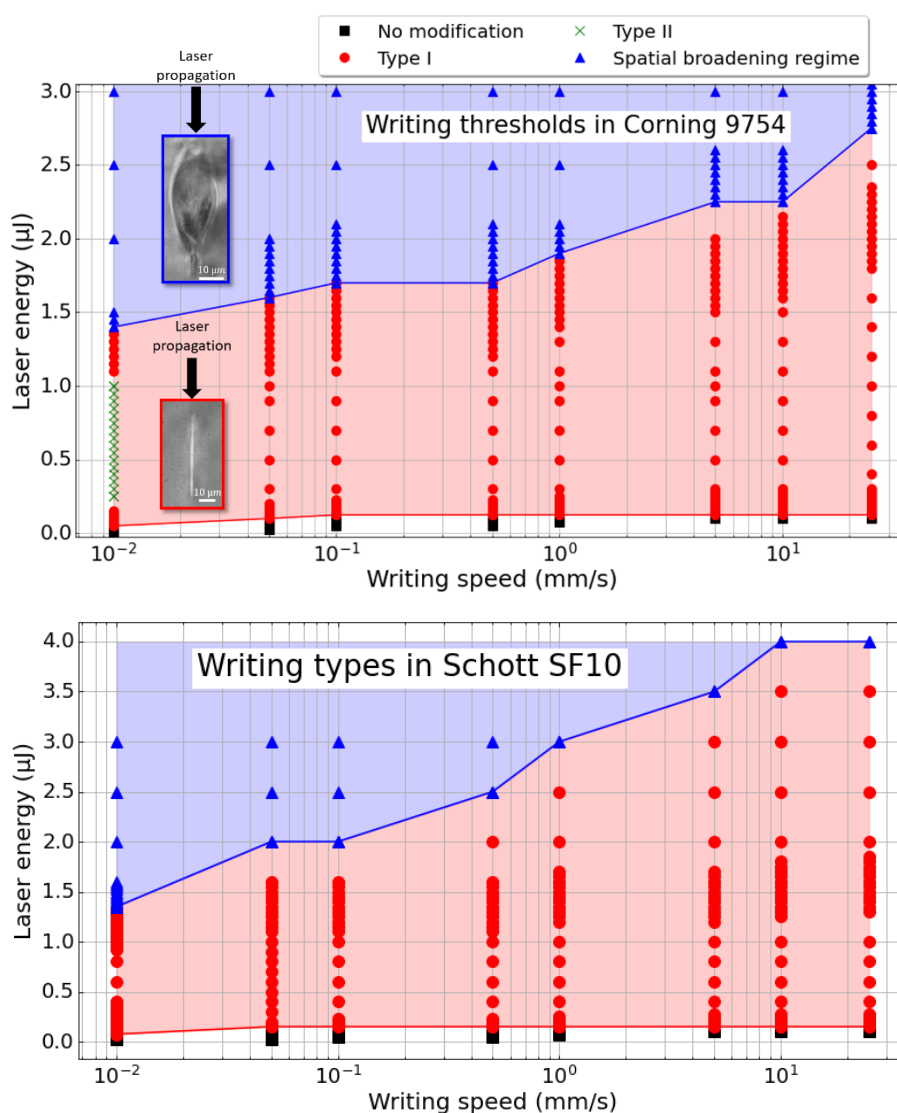 No modification
Type I
Type II
Spatial broadening regime
Writing thresholds in Corning 9754
Laser
propagation
10 μm
Laser
propagation
10 μm
Laser energy (μJ)
3.0
2.5
2.0
1.5
1.0
0.5
0.0
10⁻² 10⁻¹ 10⁰ 10¹
Writing speed (mm/s)
Writing types in Schott SF10
Laser energy (μJ)
4.0
3.5
3.0
2.5
2.0
1.5
1.0
0.5
0.0
10⁻² 10⁻¹ 10⁰ 10¹
Writing speed (mm/s)